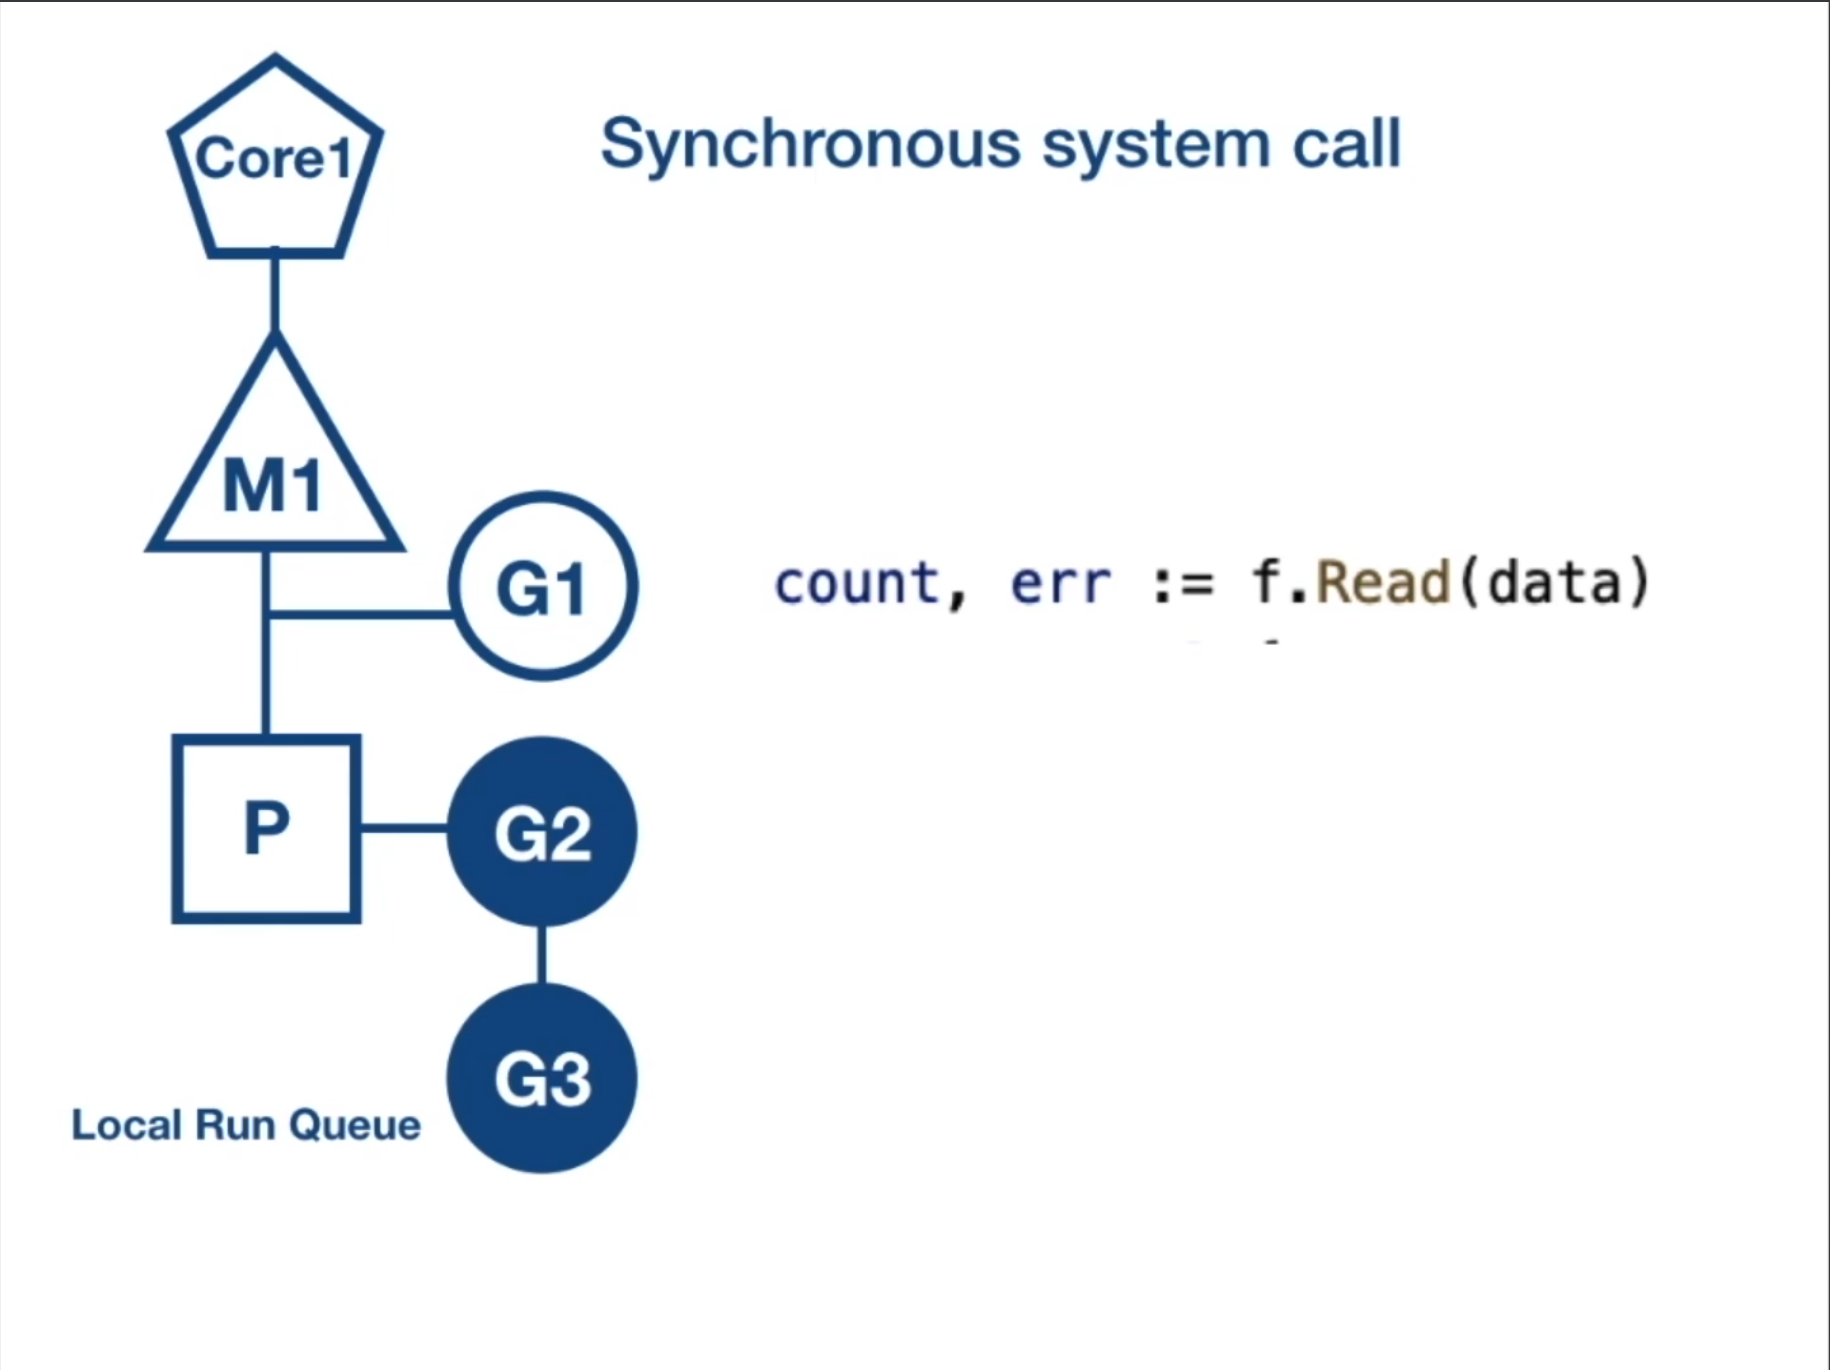 Core1
Synchronous system call
M1
G1
count, err := f.Read(data)
P
G2
G3
Local Run Queue